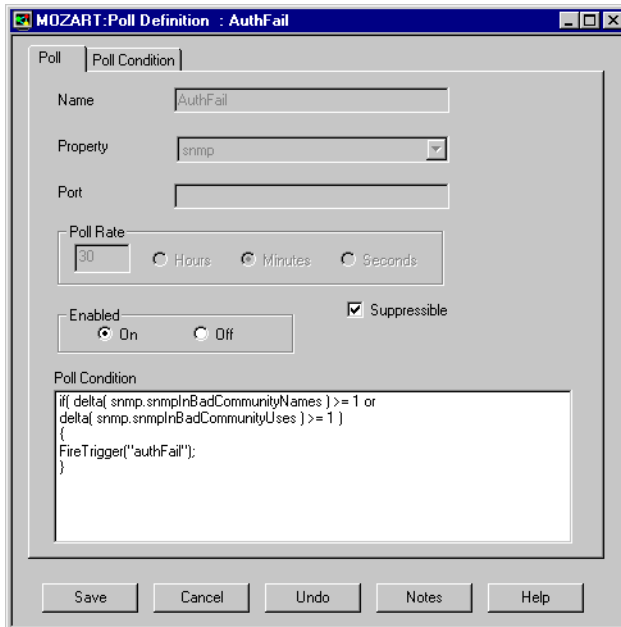 MOZART:Poll Definition : AuthFail
Poll
Poll Condition
Name
AuthFail
Property
snmp
Port
Poll Rate
30
Hours
Minutes
Seconds
Enabled
On
Off
Suppressible
Poll Condition
if( delta( snmp.snmpInBadCommunityNames ) >= 1 or
delta( snmp.snmpInBadCommunityUses ) >= 1 )
{
FireTrigger("authFail");
}
Save
Cancel
Undo
Notes
Help